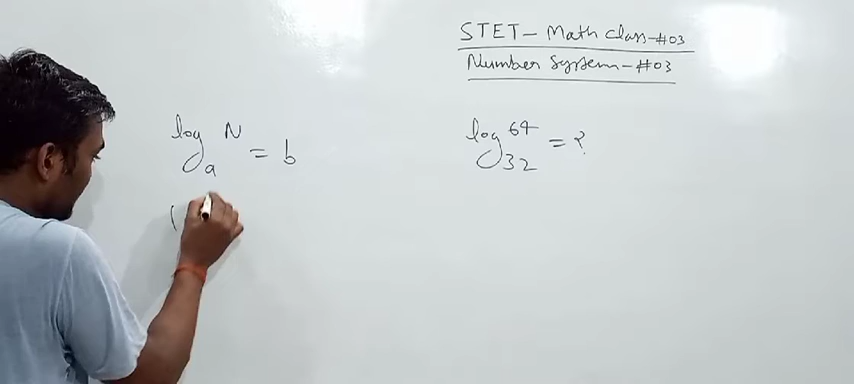 STET - Math class - #03
Number System - #03
log_a N = b
log_32 64 = ?
(